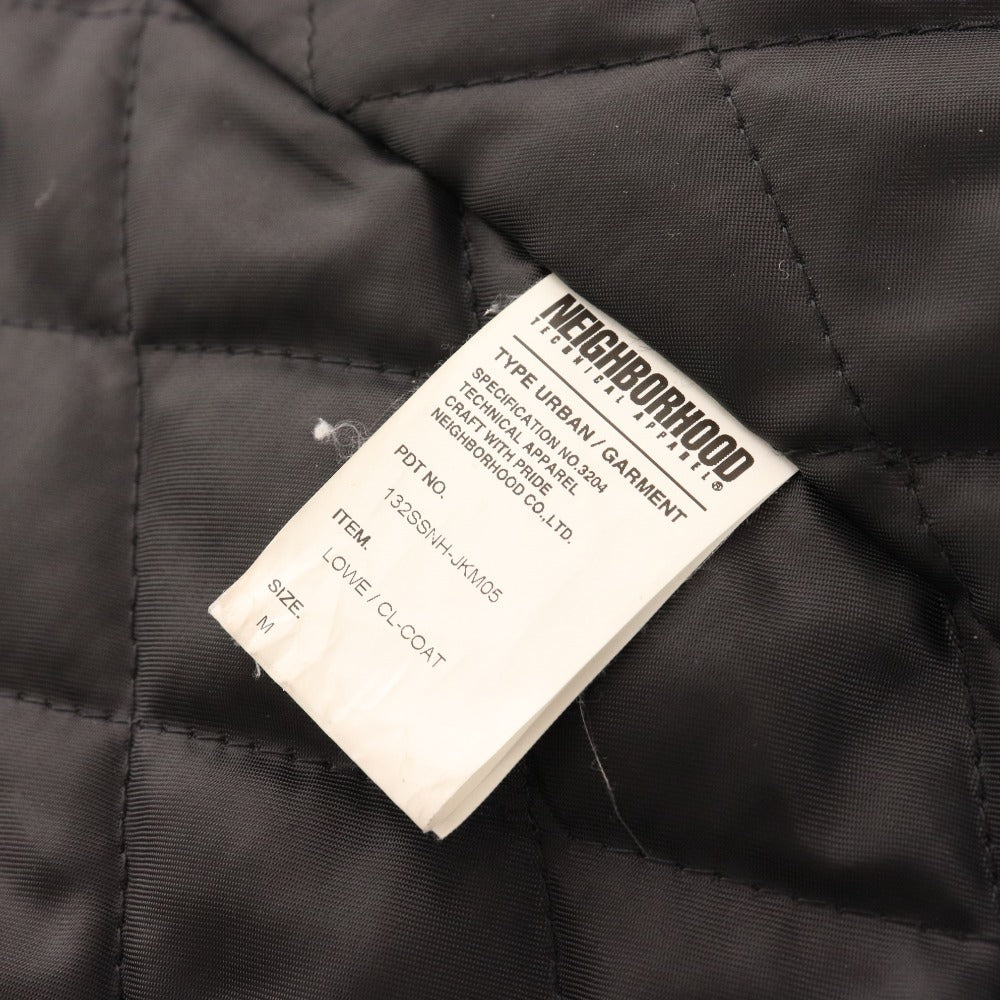 NEIGHBORHOOD®
TECHNICAL APPAREL
TYPE URBAN / GARMENT
SPECIFICATION NO.3204
TECHNICAL APPAREL
CRAFT WITH PRIDE
NEIGHBORHOOD CO.,LTD.
PDT NO.
132SSNH-JKM05
ITEM.
LOWE / CL-COAT
SIZE.
M